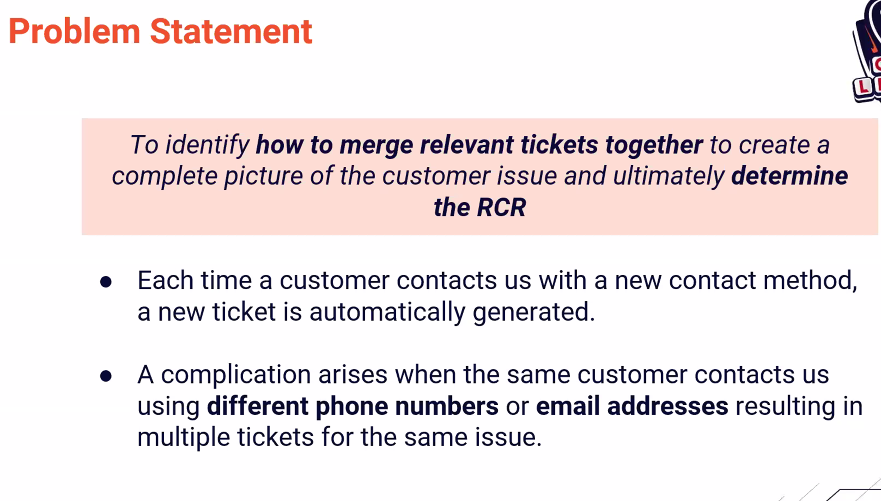 Problem Statement
To identify how to merge relevant tickets together to create a
complete picture of the customer issue and ultimately determine
the RCR
● Each time a customer contacts us with a new contact method,
a new ticket is automatically generated.
● A complication arises when the same customer contacts us
using different phone numbers or email addresses resulting in
multiple tickets for the same issue.